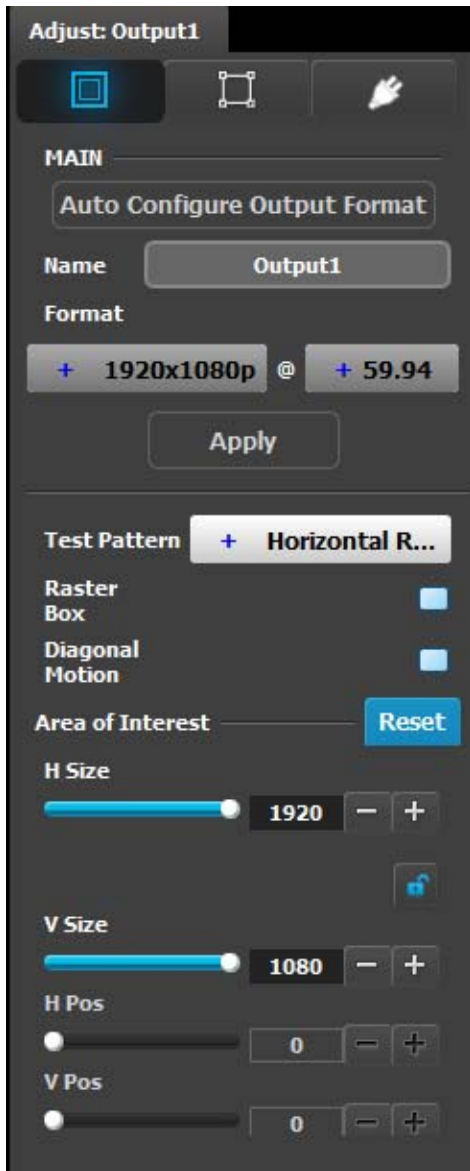 Adjust: Output1
MAIN
Auto Configure Output Format
Name Output1
Format
+ 1920x1080p @ + 59.94
Apply
Test Pattern + Horizontal R...
Raster
Box
Diagonal
Motion
Area of Interest Reset
H Size
1920 − +
V Size
1080 − +
H Pos
0 − +
V Pos
0 − +